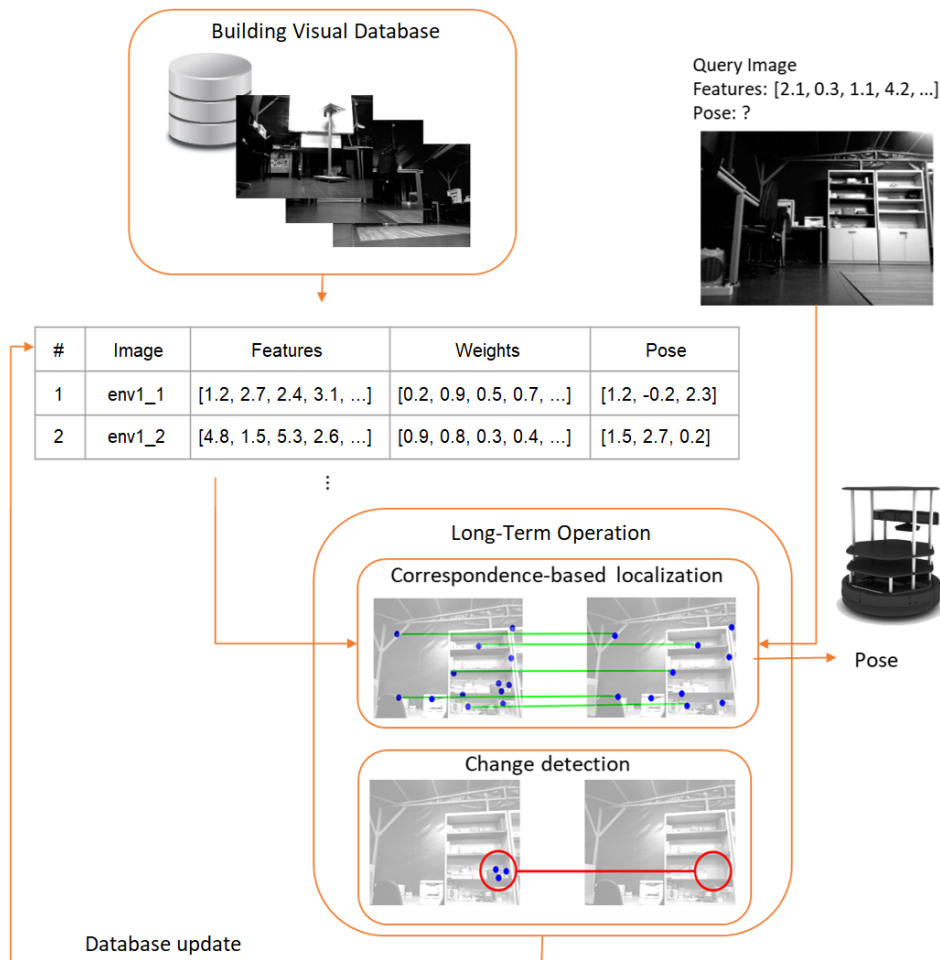 Building Visual Database
Query Image
Features: [2.1, 0.3, 1.1, 4.2, ...]
Pose: ?
# Image Features Weights Pose
1 env1_1 [1.2, 2.7, 2.4, 3.1, ...] [0.2, 0.9, 0.5, 0.7, ...] [1.2, -0.2, 2.3]
2 env1_2 [4.8, 1.5, 5.3, 2.6, ...] [0.9, 0.8, 0.3, 0.4, ...] [1.5, 2.7, 0.2]
⋮
Long-Term Operation
Correspondence-based localization
Pose
Change detection
Database update